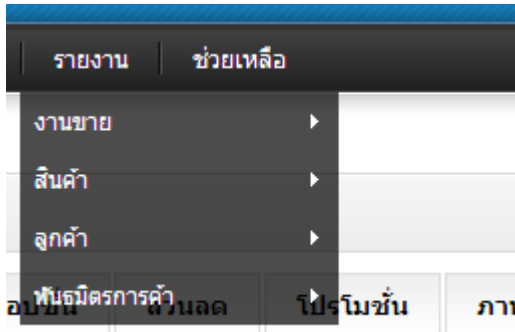 รายงาน ช่วยเหลือ
งานขาย
สินค้า
ลูกค้า
พันธมิตรการค้า
ส่วนลด โปรโมชั่น